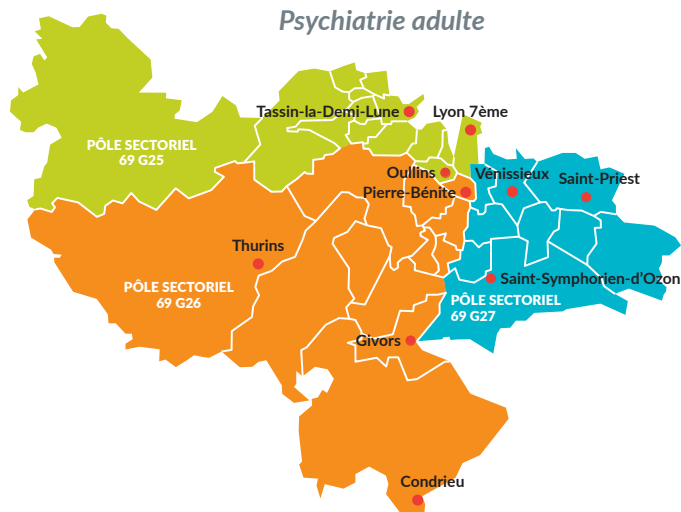 Psychiatrie adulte
Tassin-la-Demi-Lune
Lyon 7ème
PÔLE SECTORIEL
69 G25
Oullins
Vénissieux
Saint-Priest
Pierre-Bénite
Thurins
Saint-Symphorien-d'Ozon
PÔLE SECTORIEL
69 G26
PÔLE SECTORIEL
69 G27
Givors
Condrieu